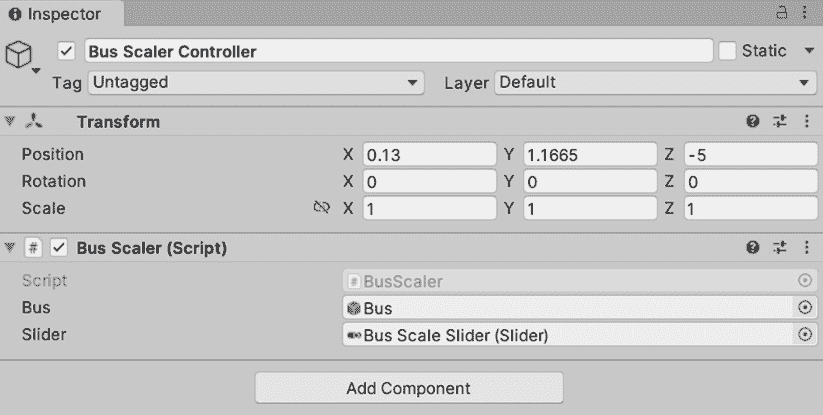 Inspector
Bus Scaler Controller Static
Tag Untagged Layer Default
Transform
Position X 0.13 Y 1.1665 Z -5
Rotation X 0 Y 0 Z 0
Scale X 1 Y 1 Z 1
# Bus Scaler (Script)
Script # BusScaler
Bus Bus
Slider Bus Scale Slider (Slider)
Add Component